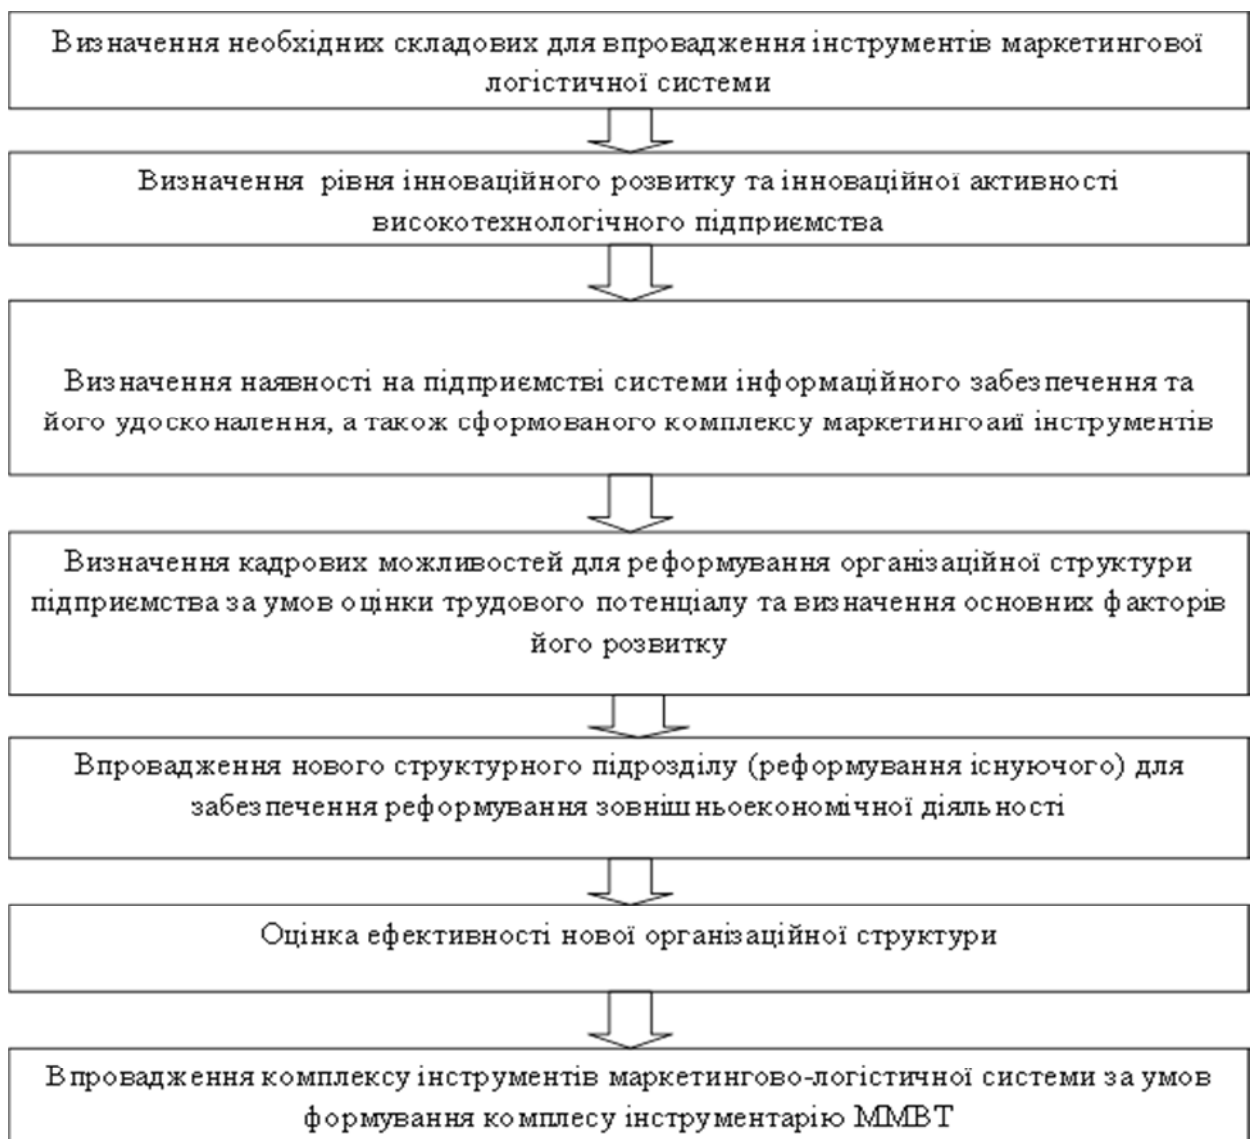 Визначення необхідних складових для впровадження інструментів маркетингової
логістичної системи
Визначення рівня інноваційного розвитку та інноваційної активності
високотехнологічного підприємства
Визначення наявності на підприємстві системи інформаційного забезпечення та
його удосконалення, а також сформованого комплексу маркетингоаиї інструментів
Визначення кадрових можливостей для реформування організаційної структури
підприємства за умов оцінки трудового потенціалу та визначення основних факторів
його розвитку
Впровадження нового структурного підрозділу (реформування існуючого) для
забезпечення реформування зовнішньоекономічної діяльності
Оцінка ефективності нової організаційної структури
Впровадження комплексу інструментів маркетингово-логістичної системи за умов
формування комплесу інструментарію ММВТ